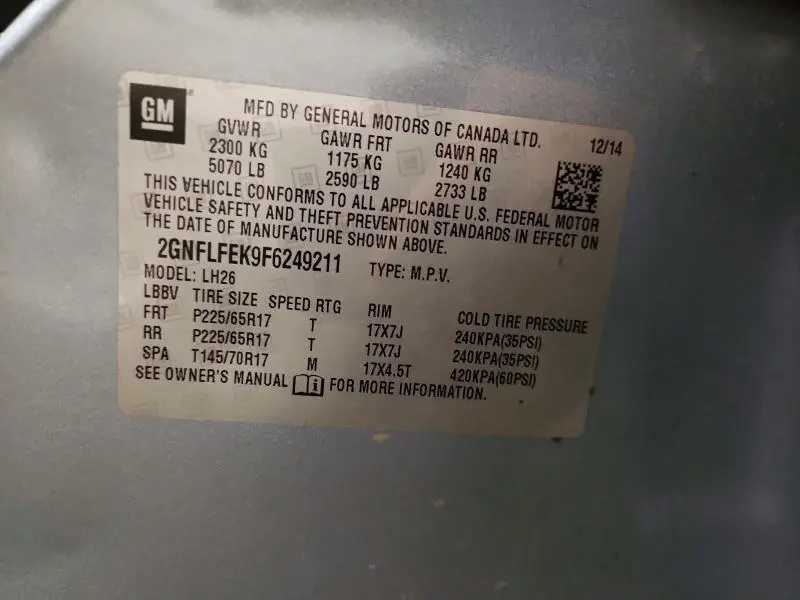 GM
MFD BY GENERAL MOTORS OF CANADA LTD.
12/14
GVWR GAWR FRT GAWR RR
2300 KG 1175 KG 1240 KG
5070 LB 2590 LB 2733 LB
THIS VEHICLE CONFORMS TO ALL APPLICABLE U.S. FEDERAL MOTOR
VEHICLE SAFETY AND THEFT PREVENTION STANDARDS IN EFFECT ON
THE DATE OF MANUFACTURE SHOWN ABOVE.
2GNFLFEK9F6249211 TYPE: M.P.V.
MODEL: LH26
LBBV TIRE SIZE SPEED RTG RIM COLD TIRE PRESSURE
FRT P225/65R17 T 17X7J 240KPA(35PSI)
RR P225/65R17 T 17X7J 240KPA(35PSI)
SPA T145/70R17 M 17X4.5T 420KPA(60PSI)
SEE OWNER'S MANUAL FOR MORE INFORMATION.